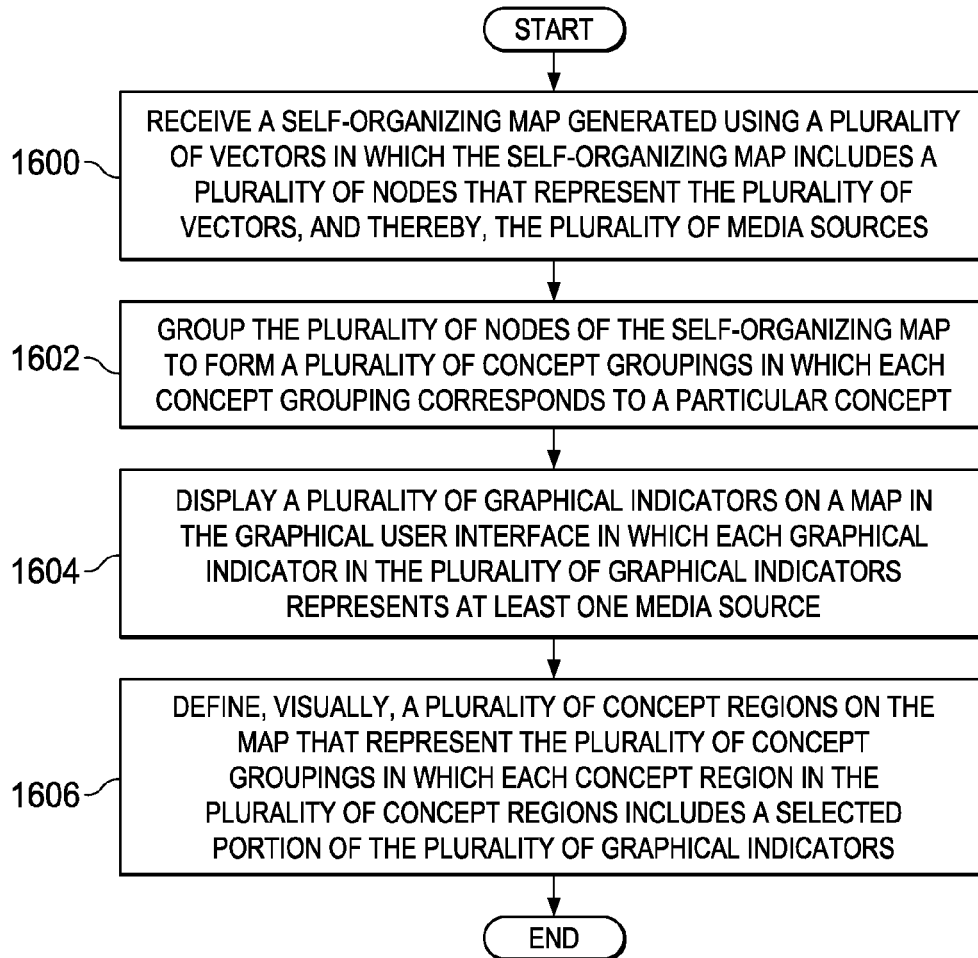 START
1600
RECEIVE A SELF-ORGANIZING MAP GENERATED USING A PLURALITY
OF VECTORS IN WHICH THE SELF-ORGANIZING MAP INCLUDES A
PLURALITY OF NODES THAT REPRESENT THE PLURALITY OF
VECTORS, AND THEREBY, THE PLURALITY OF MEDIA SOURCES
1602
GROUP THE PLURALITY OF NODES OF THE SELF-ORGANIZING MAP
TO FORM A PLURALITY OF CONCEPT GROUPINGS IN WHICH EACH
CONCEPT GROUPING CORRESPONDS TO A PARTICULAR CONCEPT
1604
DISPLAY A PLURALITY OF GRAPHICAL INDICATORS ON A MAP IN
THE GRAPHICAL USER INTERFACE IN WHICH EACH GRAPHICAL
INDICATOR IN THE PLURALITY OF GRAPHICAL INDICATORS
REPRESENTS AT LEAST ONE MEDIA SOURCE
1606
DEFINE, VISUALLY, A PLURALITY OF CONCEPT REGIONS ON THE
MAP THAT REPRESENT THE PLURALITY OF CONCEPT
GROUPINGS IN WHICH EACH CONCEPT REGION IN THE
PLURALITY OF CONCEPT REGIONS INCLUDES A SELECTED
PORTION OF THE PLURALITY OF GRAPHICAL INDICATORS
END